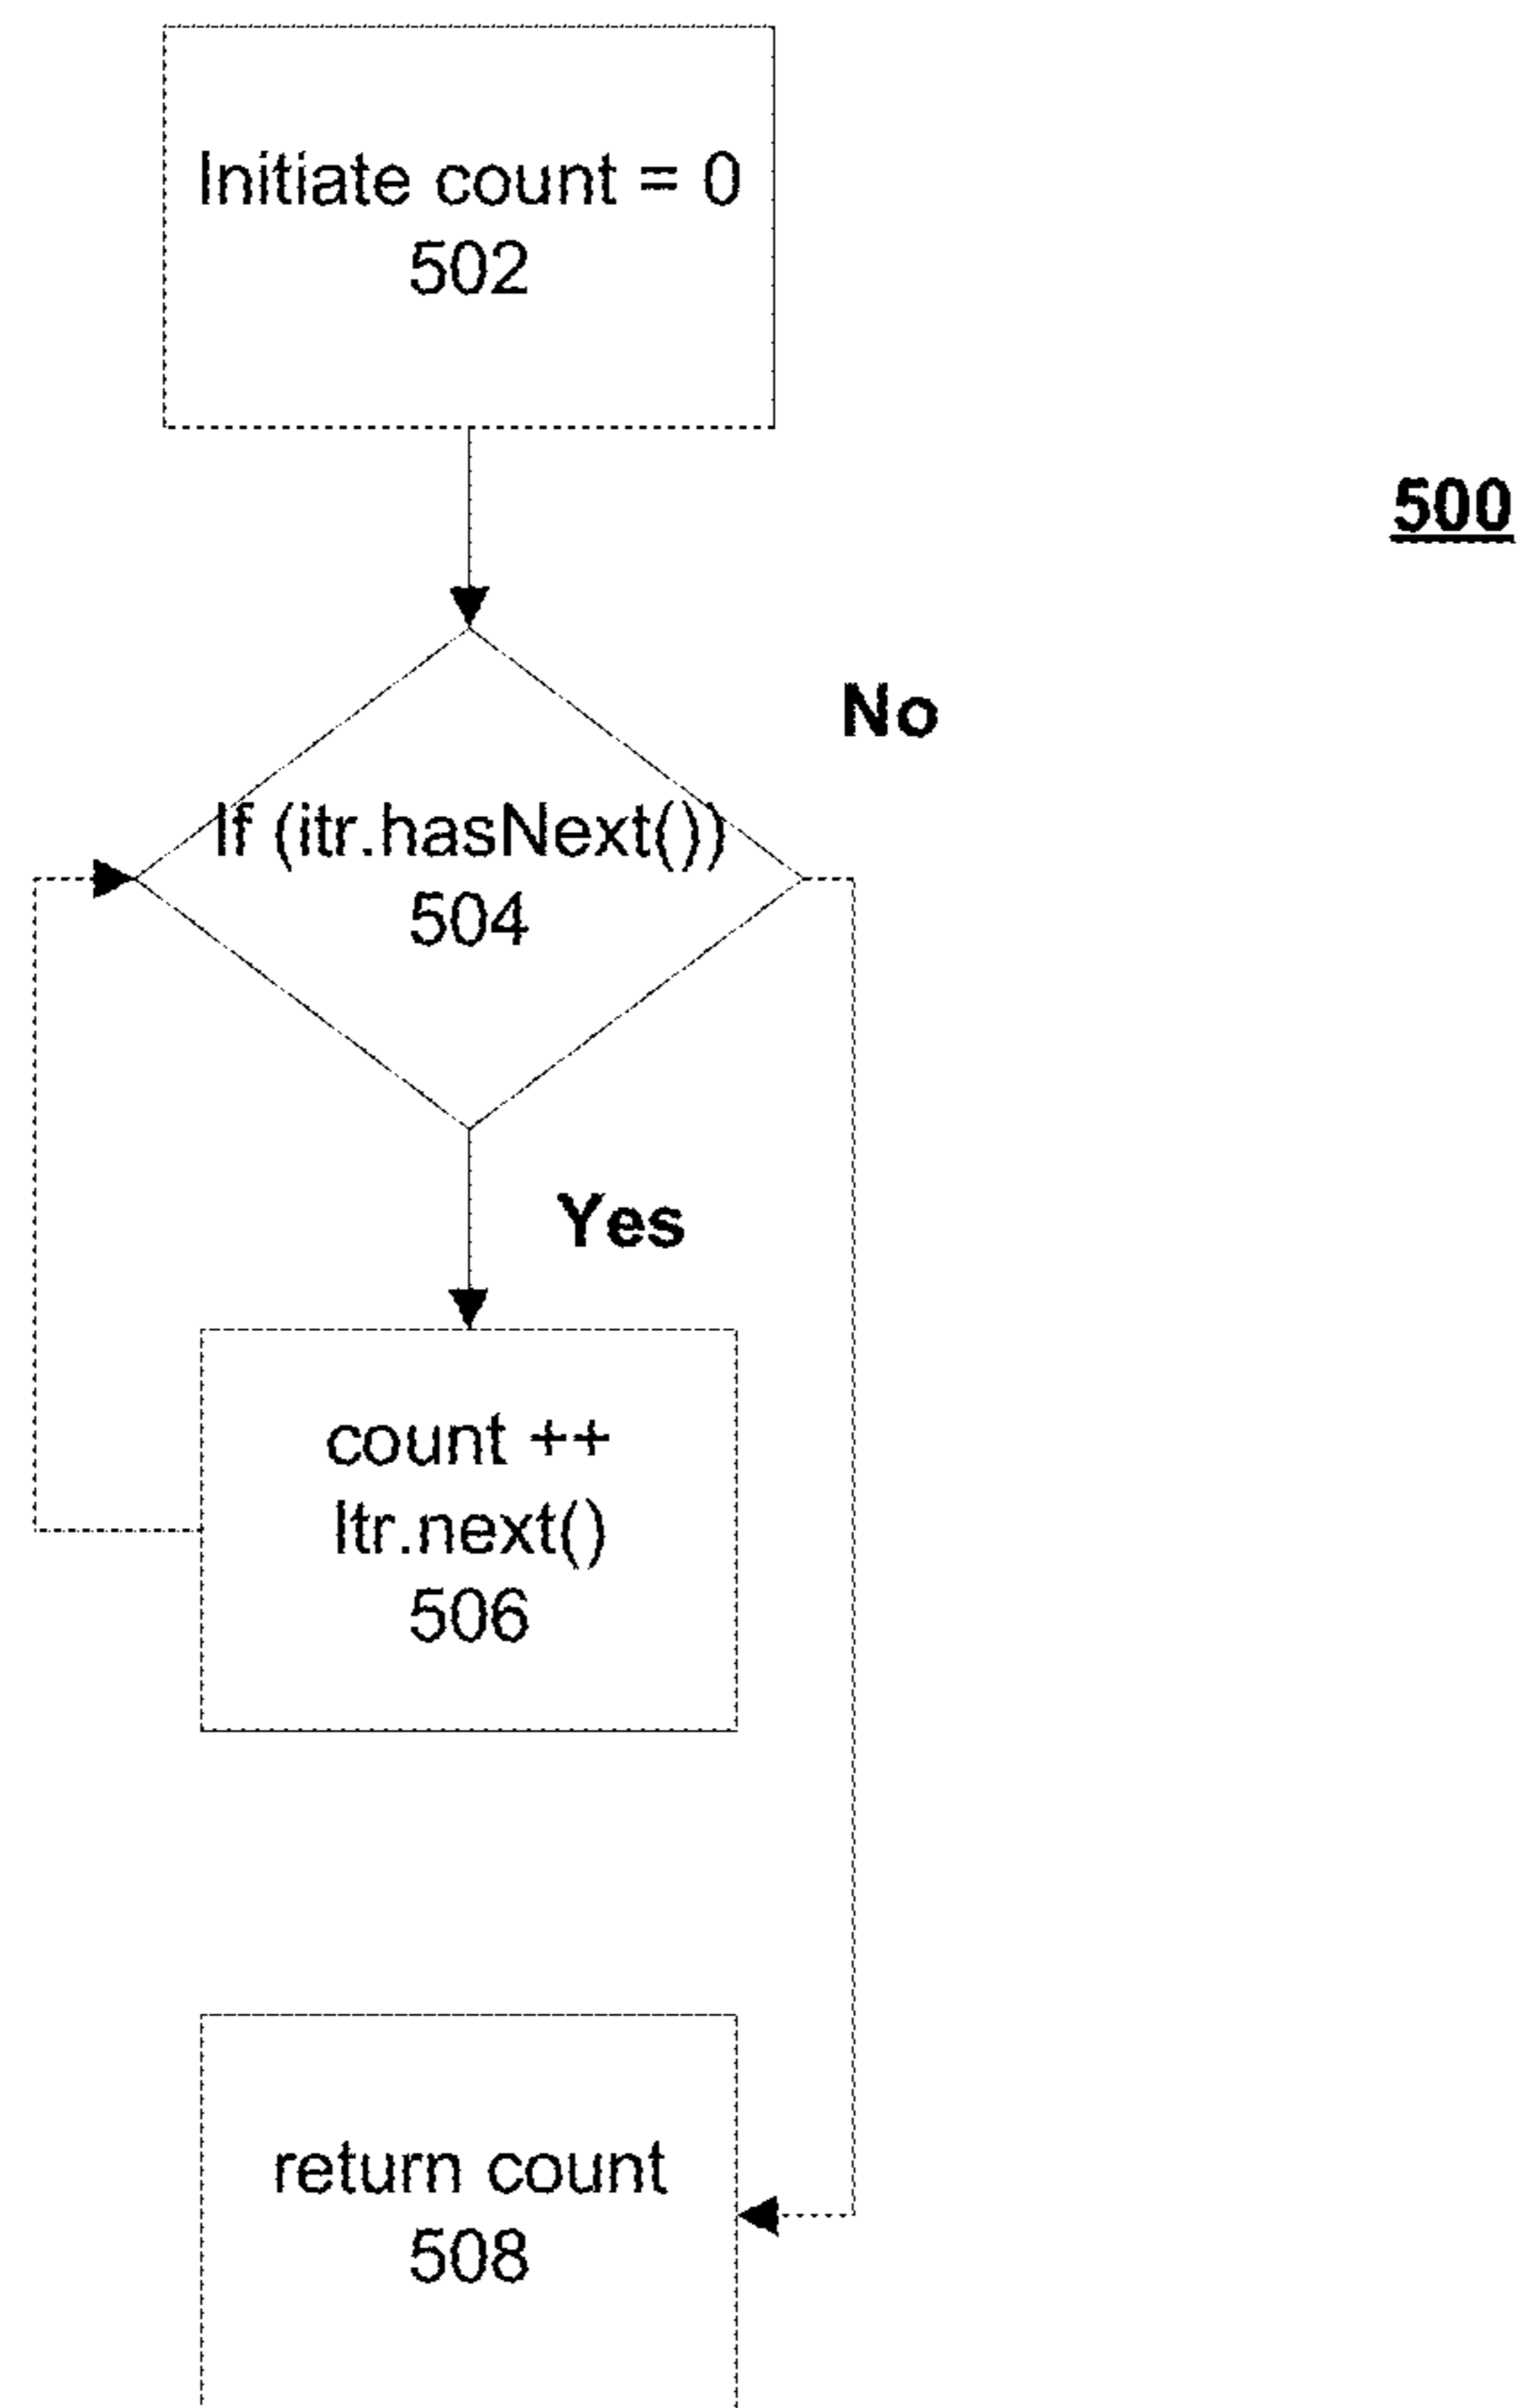 Initiate count = 0
502
500
No
If (itr.hasNext())
504
Yes
count ++
Itr.next()
506
return count
508